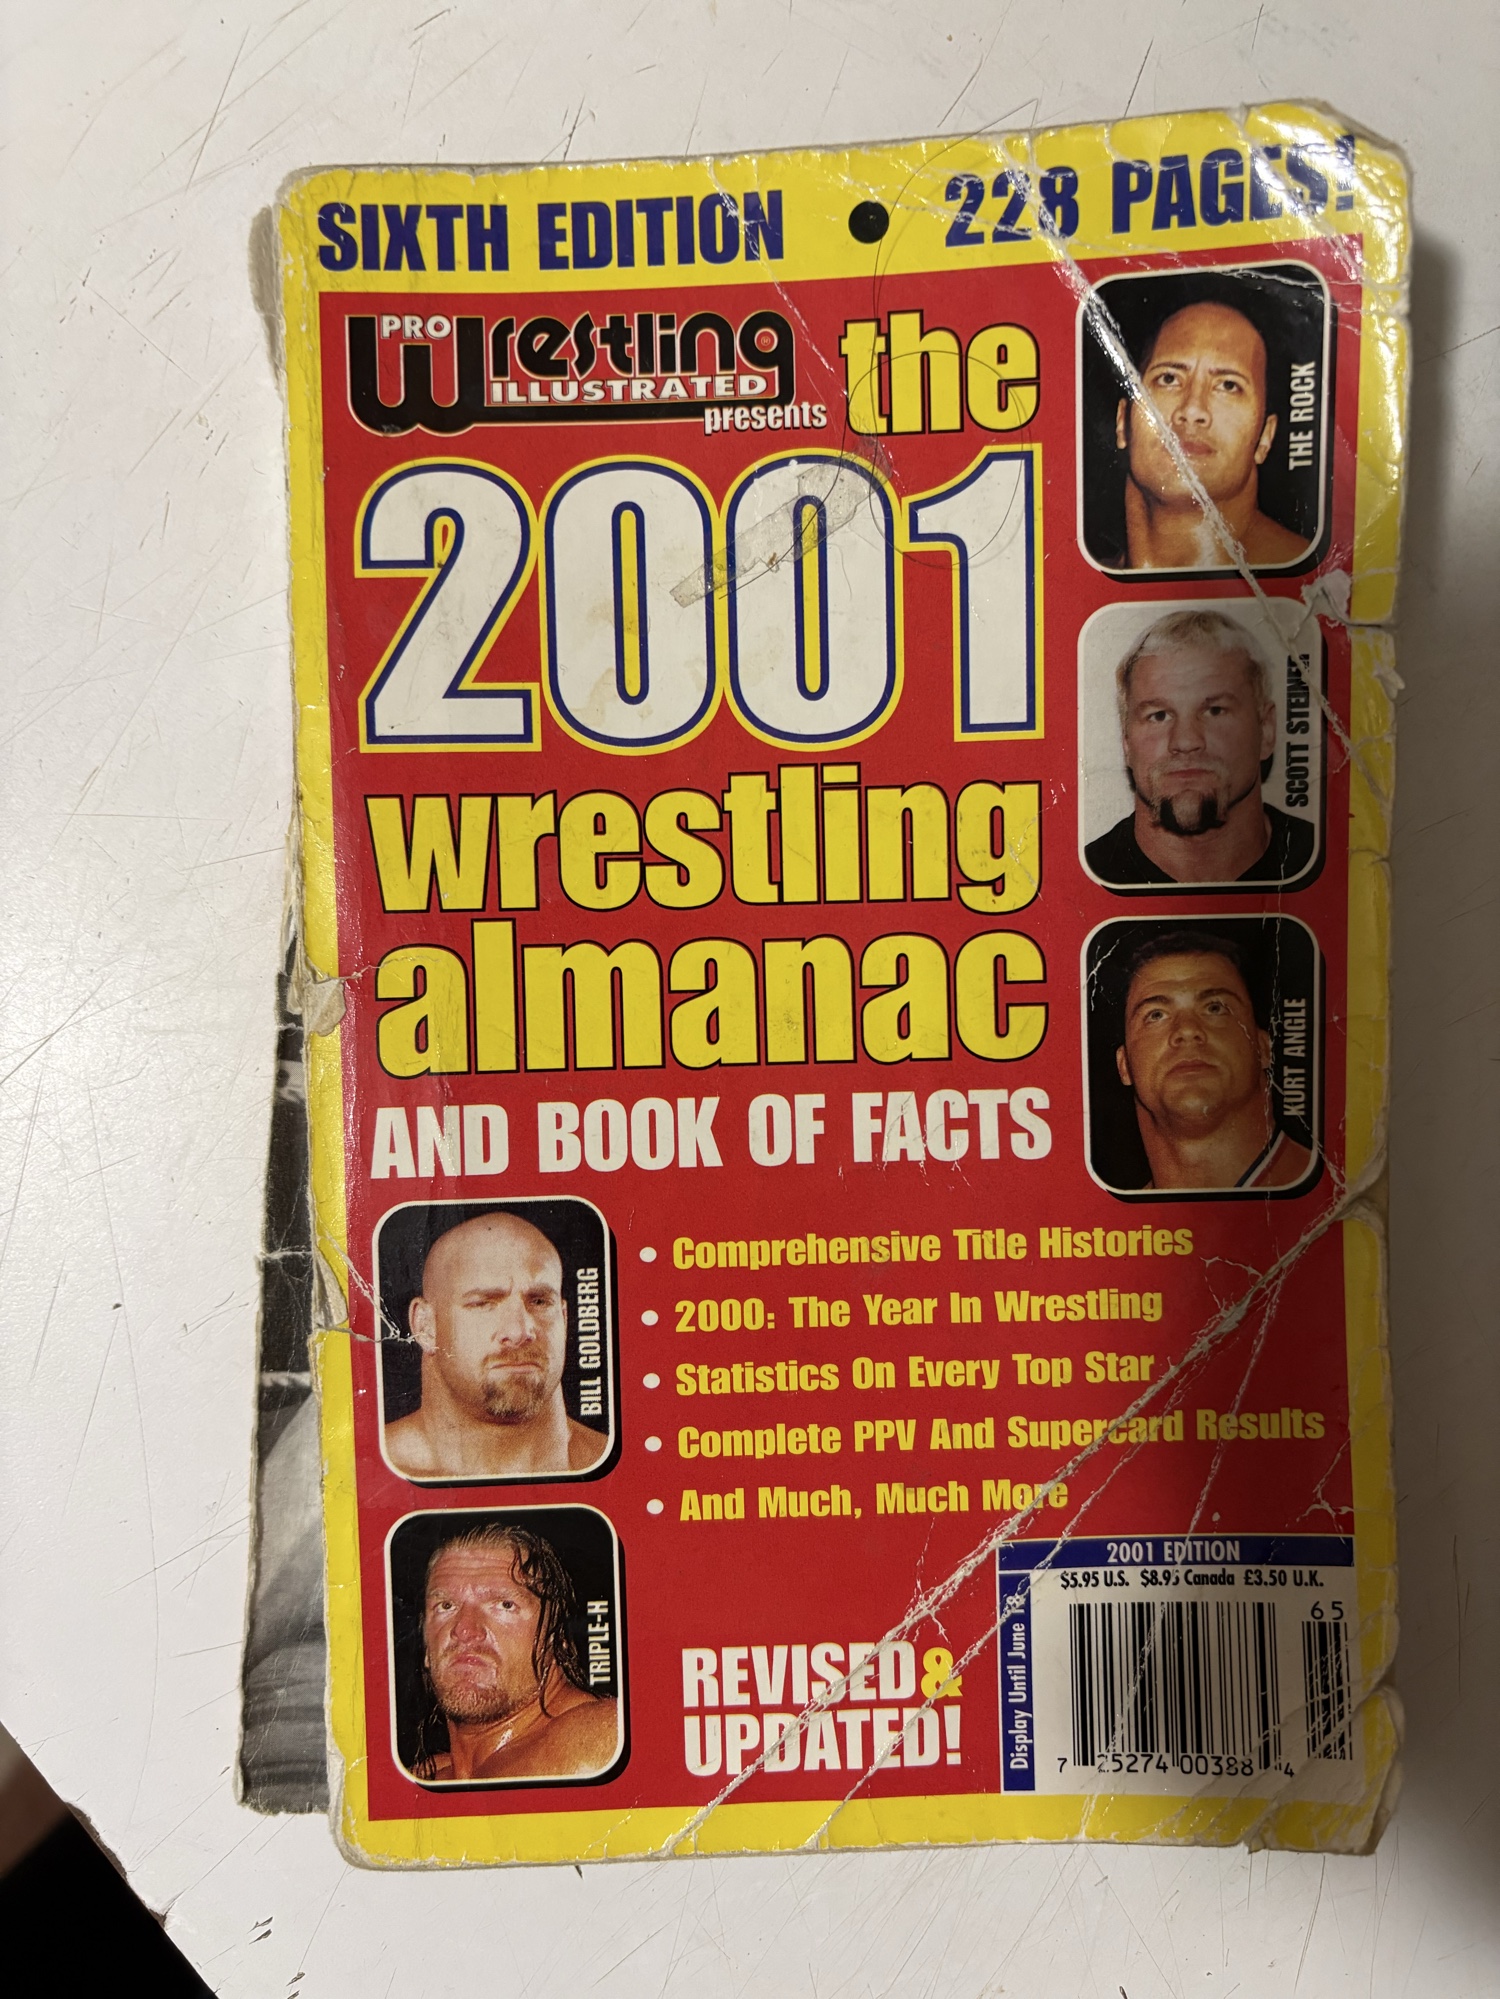 SIXTH EDITION • 228 PAGES!
PRO
Wrestling®
ILLUSTRATED
presents
the
2001
wrestling
almanac
AND BOOK OF FACTS
THE ROCK
SCOTT STEINER
KURT ANGLE
BILL GOLDBERG
TRIPLE-H
• Comprehensive Title Histories
• 2000: The Year In Wrestling
• Statistics On Every Top Star
• Complete PPV And Supercard Results
• And Much, Much More
REVISED &
UPDATED!
2001 EDITION
$5.95 U.S. $8.95 Canada £3.50 U.K.
Display Until June 18
65
7 25274 00388 4